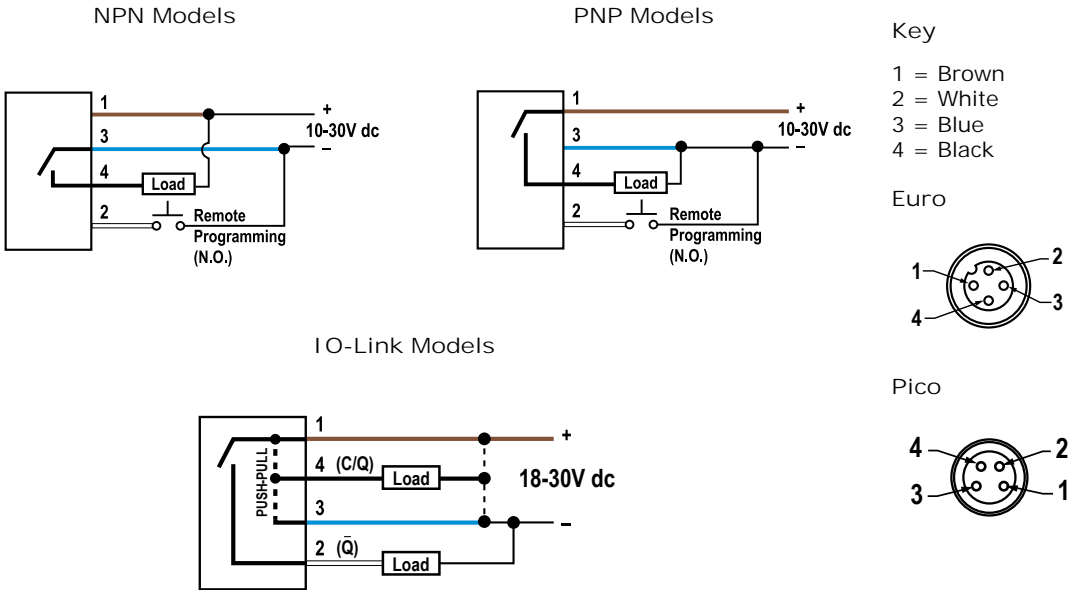 NPN Models
1
+
10-30V dc
3
–
4
Load
2
Remote
Programming
(N.O.)
PNP Models
1
+
10-30V dc
3
–
4
Load
2
Remote
Programming
(N.O.)
Key
1 = Brown
2 = White
3 = Blue
4 = Black
Euro
1
2
3
4
Pico
4
2
3
1
IO-Link Models
1
+
PUSH-PULL
4 (C/Q)
Load
18-30V dc
3
–
2 (Q̄)
Load